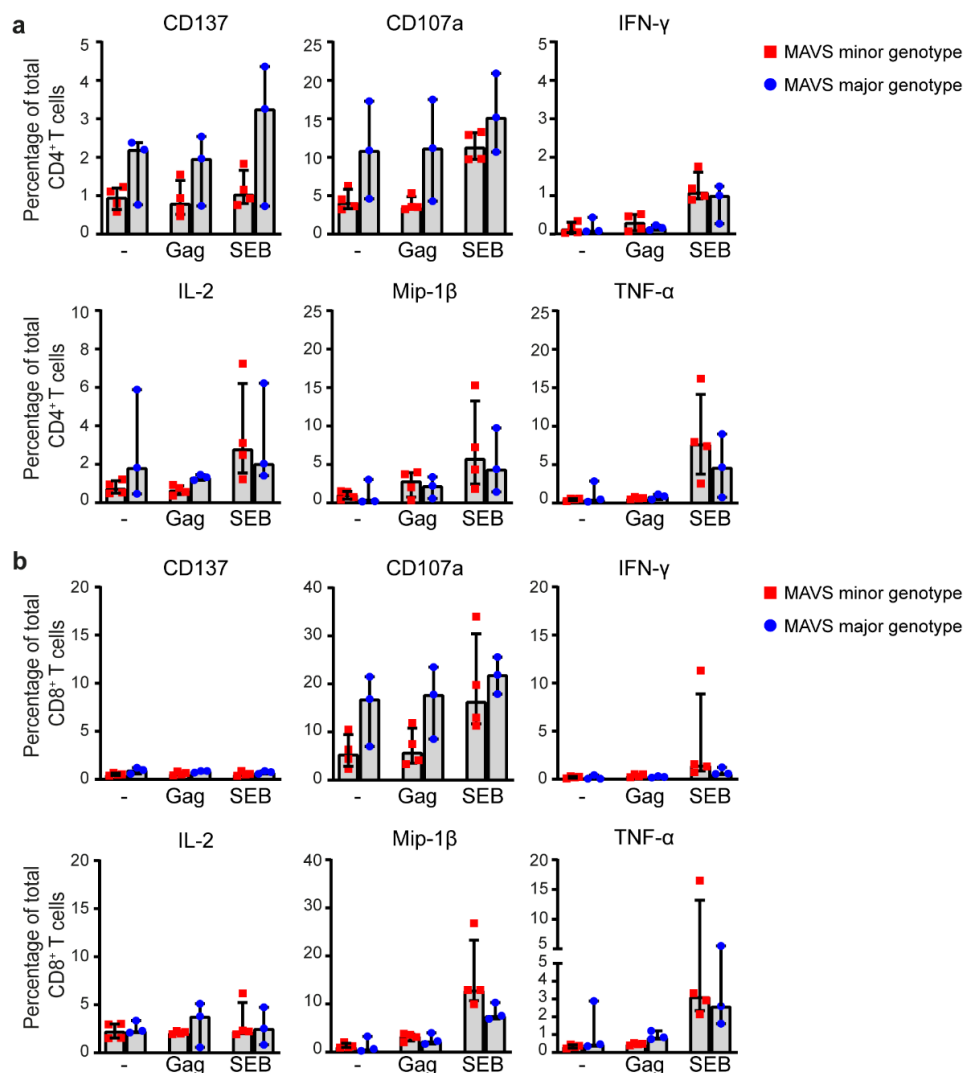 a
CD137
CD107a
IFN-γ
MAVS minor genotype
MAVS major genotype
Percentage of total
CD4⁺ T cells
5
4
3
2
1
0
25
20
15
10
5
0
5
4
3
2
1
0
- Gag SEB
- Gag SEB
- Gag SEB
IL-2
Mip-1β
TNF-α
Percentage of total
CD4⁺ T cells
10
8
6
4
2
0
25
20
15
10
5
0
25
20
15
10
5
0
- Gag SEB
- Gag SEB
- Gag SEB
b
CD137
CD107a
IFN-γ
MAVS minor genotype
MAVS major genotype
Percentage of total
CD8⁺ T cells
20
15
10
5
0
40
30
20
10
0
20
15
10
5
0
- Gag SEB
- Gag SEB
- Gag SEB
IL-2
Mip-1β
TNF-α
Percentage of total
CD8⁺ T cells
20
15
10
5
0
40
30
20
10
0
20
15
10
5
5
4
3
2
1
0
- Gag SEB
- Gag SEB
- Gag SEB